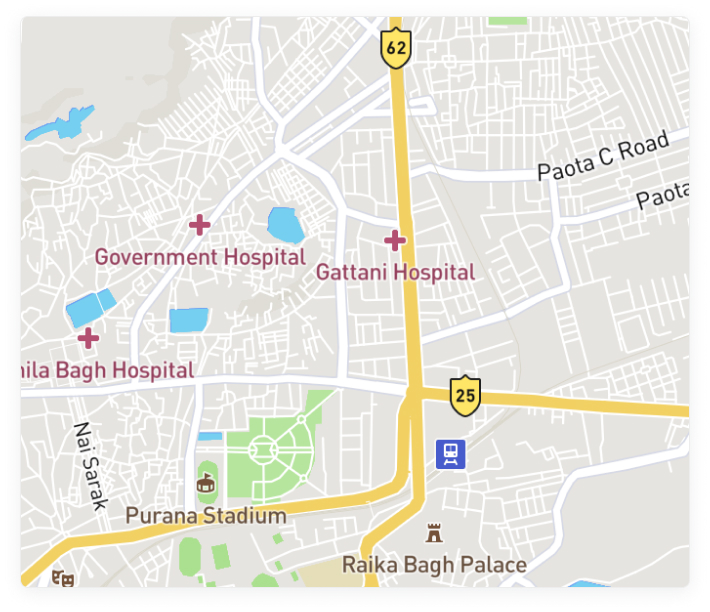 62
Paota C Road
Paota
Government Hospital
Gattani Hospital
hila Bagh Hospital
25
Nai Sarak
Purana Stadium
Raika Bagh Palace